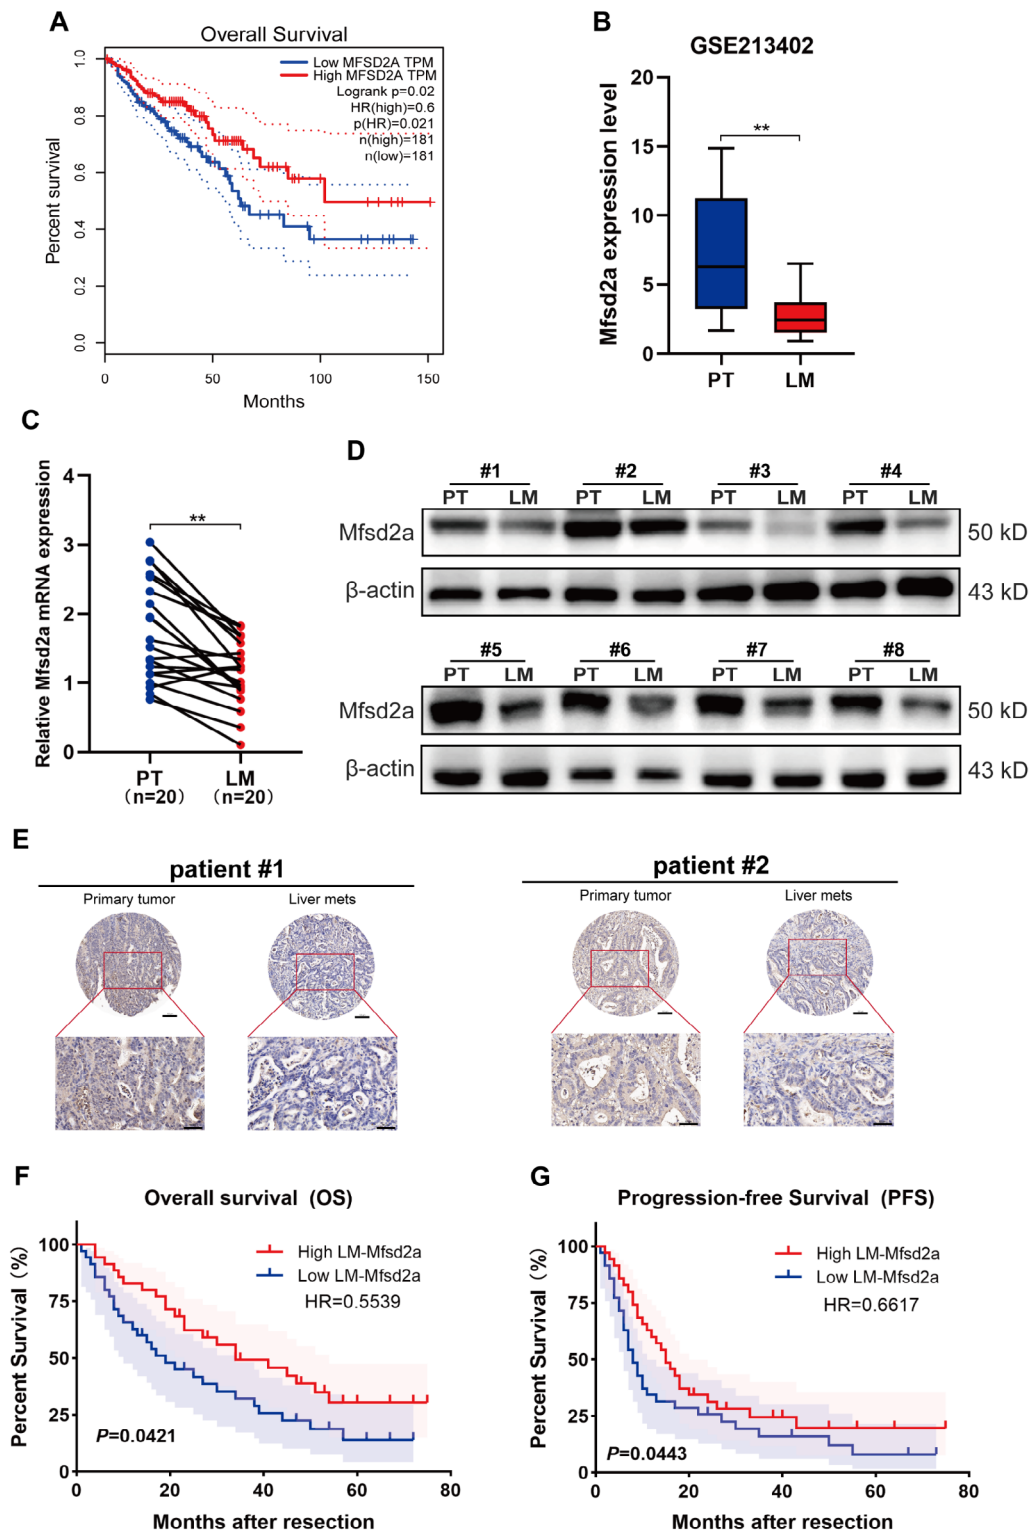 A
Overall Survival
Low MFSD2A TPM
High MFSD2A TPM
Logrank p=0.02
HR(high)=0.6
p(HR)=0.021
n(high)=181
n(low)=181
Percent survival
1.0
0.8
0.6
0.4
0.2
0.0
0 50 100 150
Months
B
GSE213402
Mfsd2a expression level
20
15
10
5
0
**
PT LM
C
Relative Mfsd2a mRNA expression
4
3
2
1
0
**
PT LM
(n=20) (n=20)
D
#1 #2 #3 #4
PT LM PT LM PT LM PT LM
Mfsd2a 50 kD
β-actin 43 kD
#5 #6 #7 #8
PT LM PT LM PT LM PT LM
Mfsd2a 50 kD
β-actin 43 kD
E
patient #1 patient #2
Primary tumor Liver mets Primary tumor Liver mets
F
Overall survival (OS)
Percent Survival (%)
100
75
50
25
0
High LM-Mfsd2a
Low LM-Mfsd2a
HR=0.5539
P=0.0421
0 20 40 60 80
Months after resection
G
Progression-free Survival (PFS)
Percent Survival (%)
100
75
50
25
0
High LM-Mfsd2a
Low LM-Mfsd2a
HR=0.6617
P=0.0443
0 20 40 60 80
Months after resection